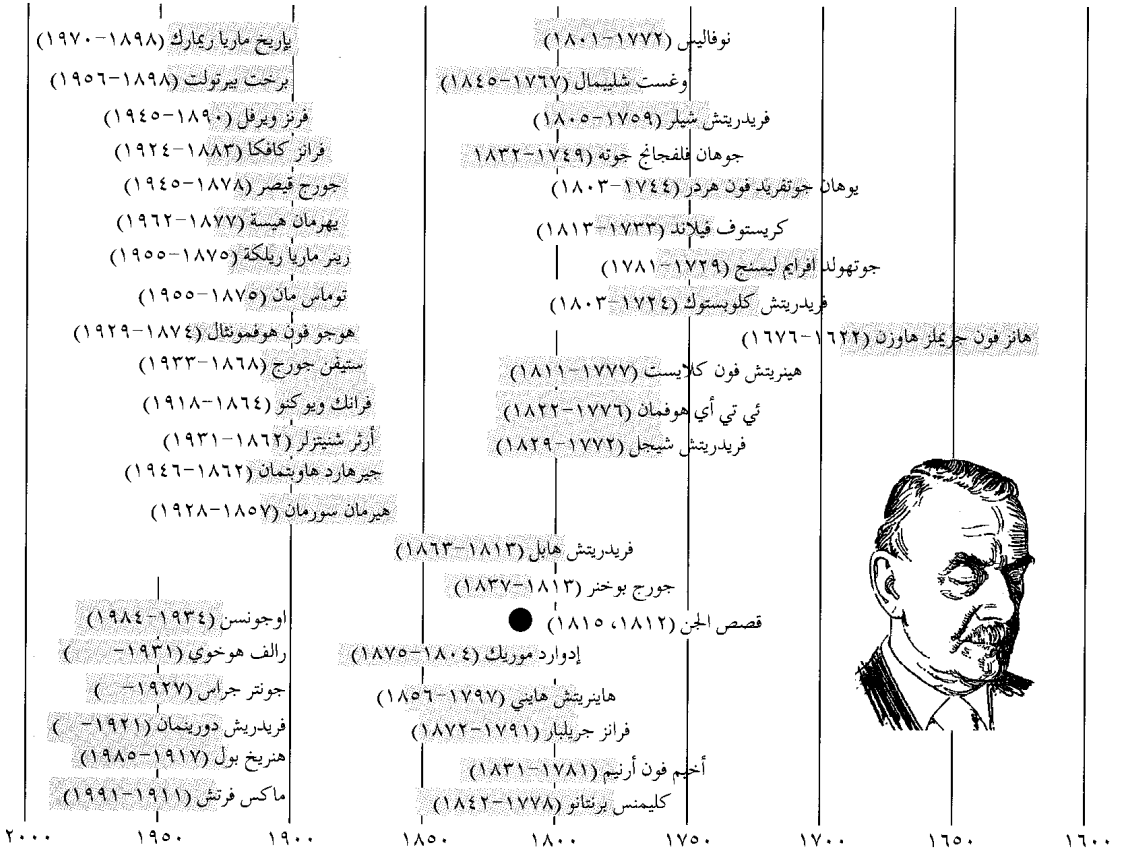 نوفاليس (١٧٧٢-١٨٠١)
أوغست شليبمال (١٧٦٧-١٨٤٥)
فريدريتش شيلر (١٧٥٩-١٨٠٥)
جوهان فلفجانج جوته (١٧٤٩-١٨٣٢
يوهان جوتفريد فون هردر (١٧٤٤-١٨٠٣)
كريستوف فيلاند (١٧٣٣-١٨١٣)
جوتهولد افرايم ليسنج (١٧٢٩-١٧٨١)
فريدريتش كلوبستوك (١٧٢٤-١٨٠٣)
هانز فون جريملز هاوزن (١٦٢٢-١٦٧٦)
هينريتش فون كلايست (١٧٧٧-١٨١١)
ئي تي أي هوفمان (١٧٧٦-١٨٢٢)
فريدريتش شيجل (١٧٧٢-١٨٢٩)
فريدريتش هابل (١٨١٣-١٨٦٣)
جورج بوخنر (١٨١٣-١٨٣٧)
قصص الجن (١٨١٢، ١٨١٥)
إدوارد موريك (١٨٠٤-١٨٧٥)
هاينريتش هايني (١٧٩٧-١٨٥٦)
فرانز جريلبار (١٧٩١-١٨٧٢)
أخيم فون أرنيم (١٧٨١-١٨٣١)
كليمنس برنتانو (١٧٧٨-١٨٤٢)
يإريخ ماريا ريمارك (١٨٩٨-١٩٧٠)
برخت بيرتولت (١٨٩٨-١٩٥٦)
فرنز ويرفل (١٨٩٠-١٩٤٥)
فرانز كافكا (١٨٨٣-١٩٢٤)
جورج قيصر (١٨٧٨-١٩٤٥)
يهرمان هيسة (١٨٧٧-١٩٦٢)
رينر ماريا ريلكة (١٨٧٥-١٩٥٥)
توماس مان (١٨٧٥-١٩٥٥)
هوجو فون هوفمونثال (١٨٧٤-١٩٢٩)
ستيفن جورج (١٨٦٨-١٩٣٣)
فرانك ويوكنو (١٨٦٤-١٩١٨)
أرثر شنيتزلر (١٨٦٢-١٩٣١)
جيرهارد هاوبتمان (١٨٦٢-١٩٤٦)
هيرمان سورمان (١٨٥٧-١٩٢٨)
اوجونسن (١٩٣٤-١٩٨٤)
رالف هوخوي (١٩٣١- )
جونتر جراس (١٩٢٧- )
فريدريش دورينمان (١٩٢١- )
هنريخ بول (١٩١٧-١٩٨٥)
ماكس فرتش (١٩١١-١٩٩١)
١٦٠٠ ١٦٥٠ ١٧٠٠ ١٧٥٠ ١٨٠٠ ١٨٥٠ ١٩٠٠ ١٩٥٠ ٢٠٠٠